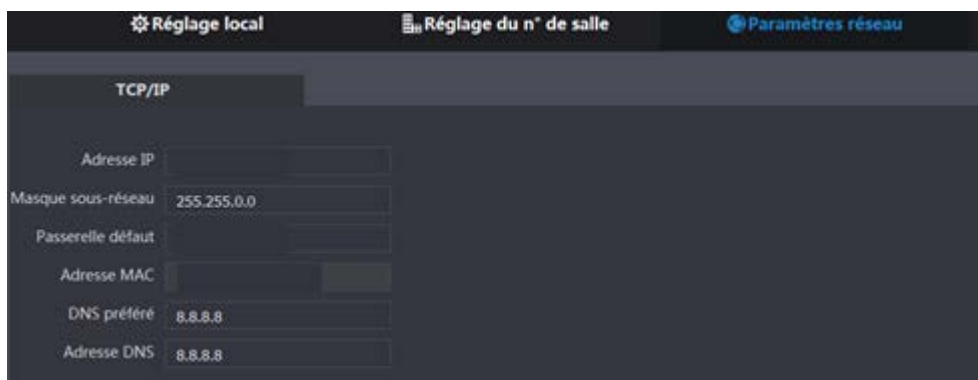 Réglage local Réglage du n° de salle Paramètres réseau
TCP/IP
Adresse IP
Masque sous-réseau 255.255.0.0
Passerelle défaut
Adresse MAC
DNS préféré 8.8.8.8
Adresse DNS 8.8.8.8